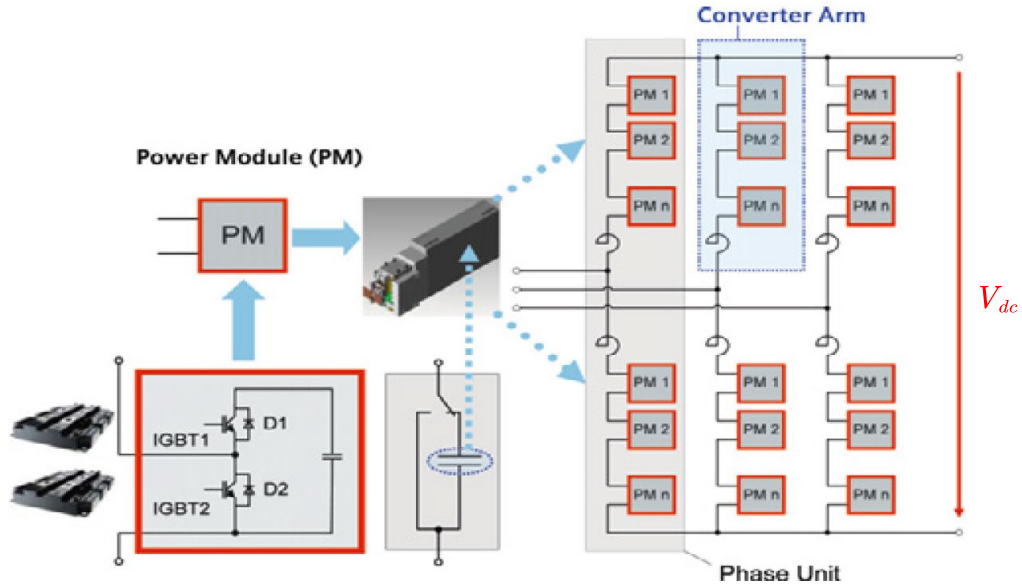 Converter Arm
PM 1
PM 1
PM 1
PM 2
PM 2
PM 2
Power Module (PM)
PM n
PM n
PM n
PM
V_{dc}
PM 1
PM 1
PM 1
D1
IGBT1
PM 2
PM 2
PM 2
D2
IGBT2
PM n
PM n
PM n
Phase Unit